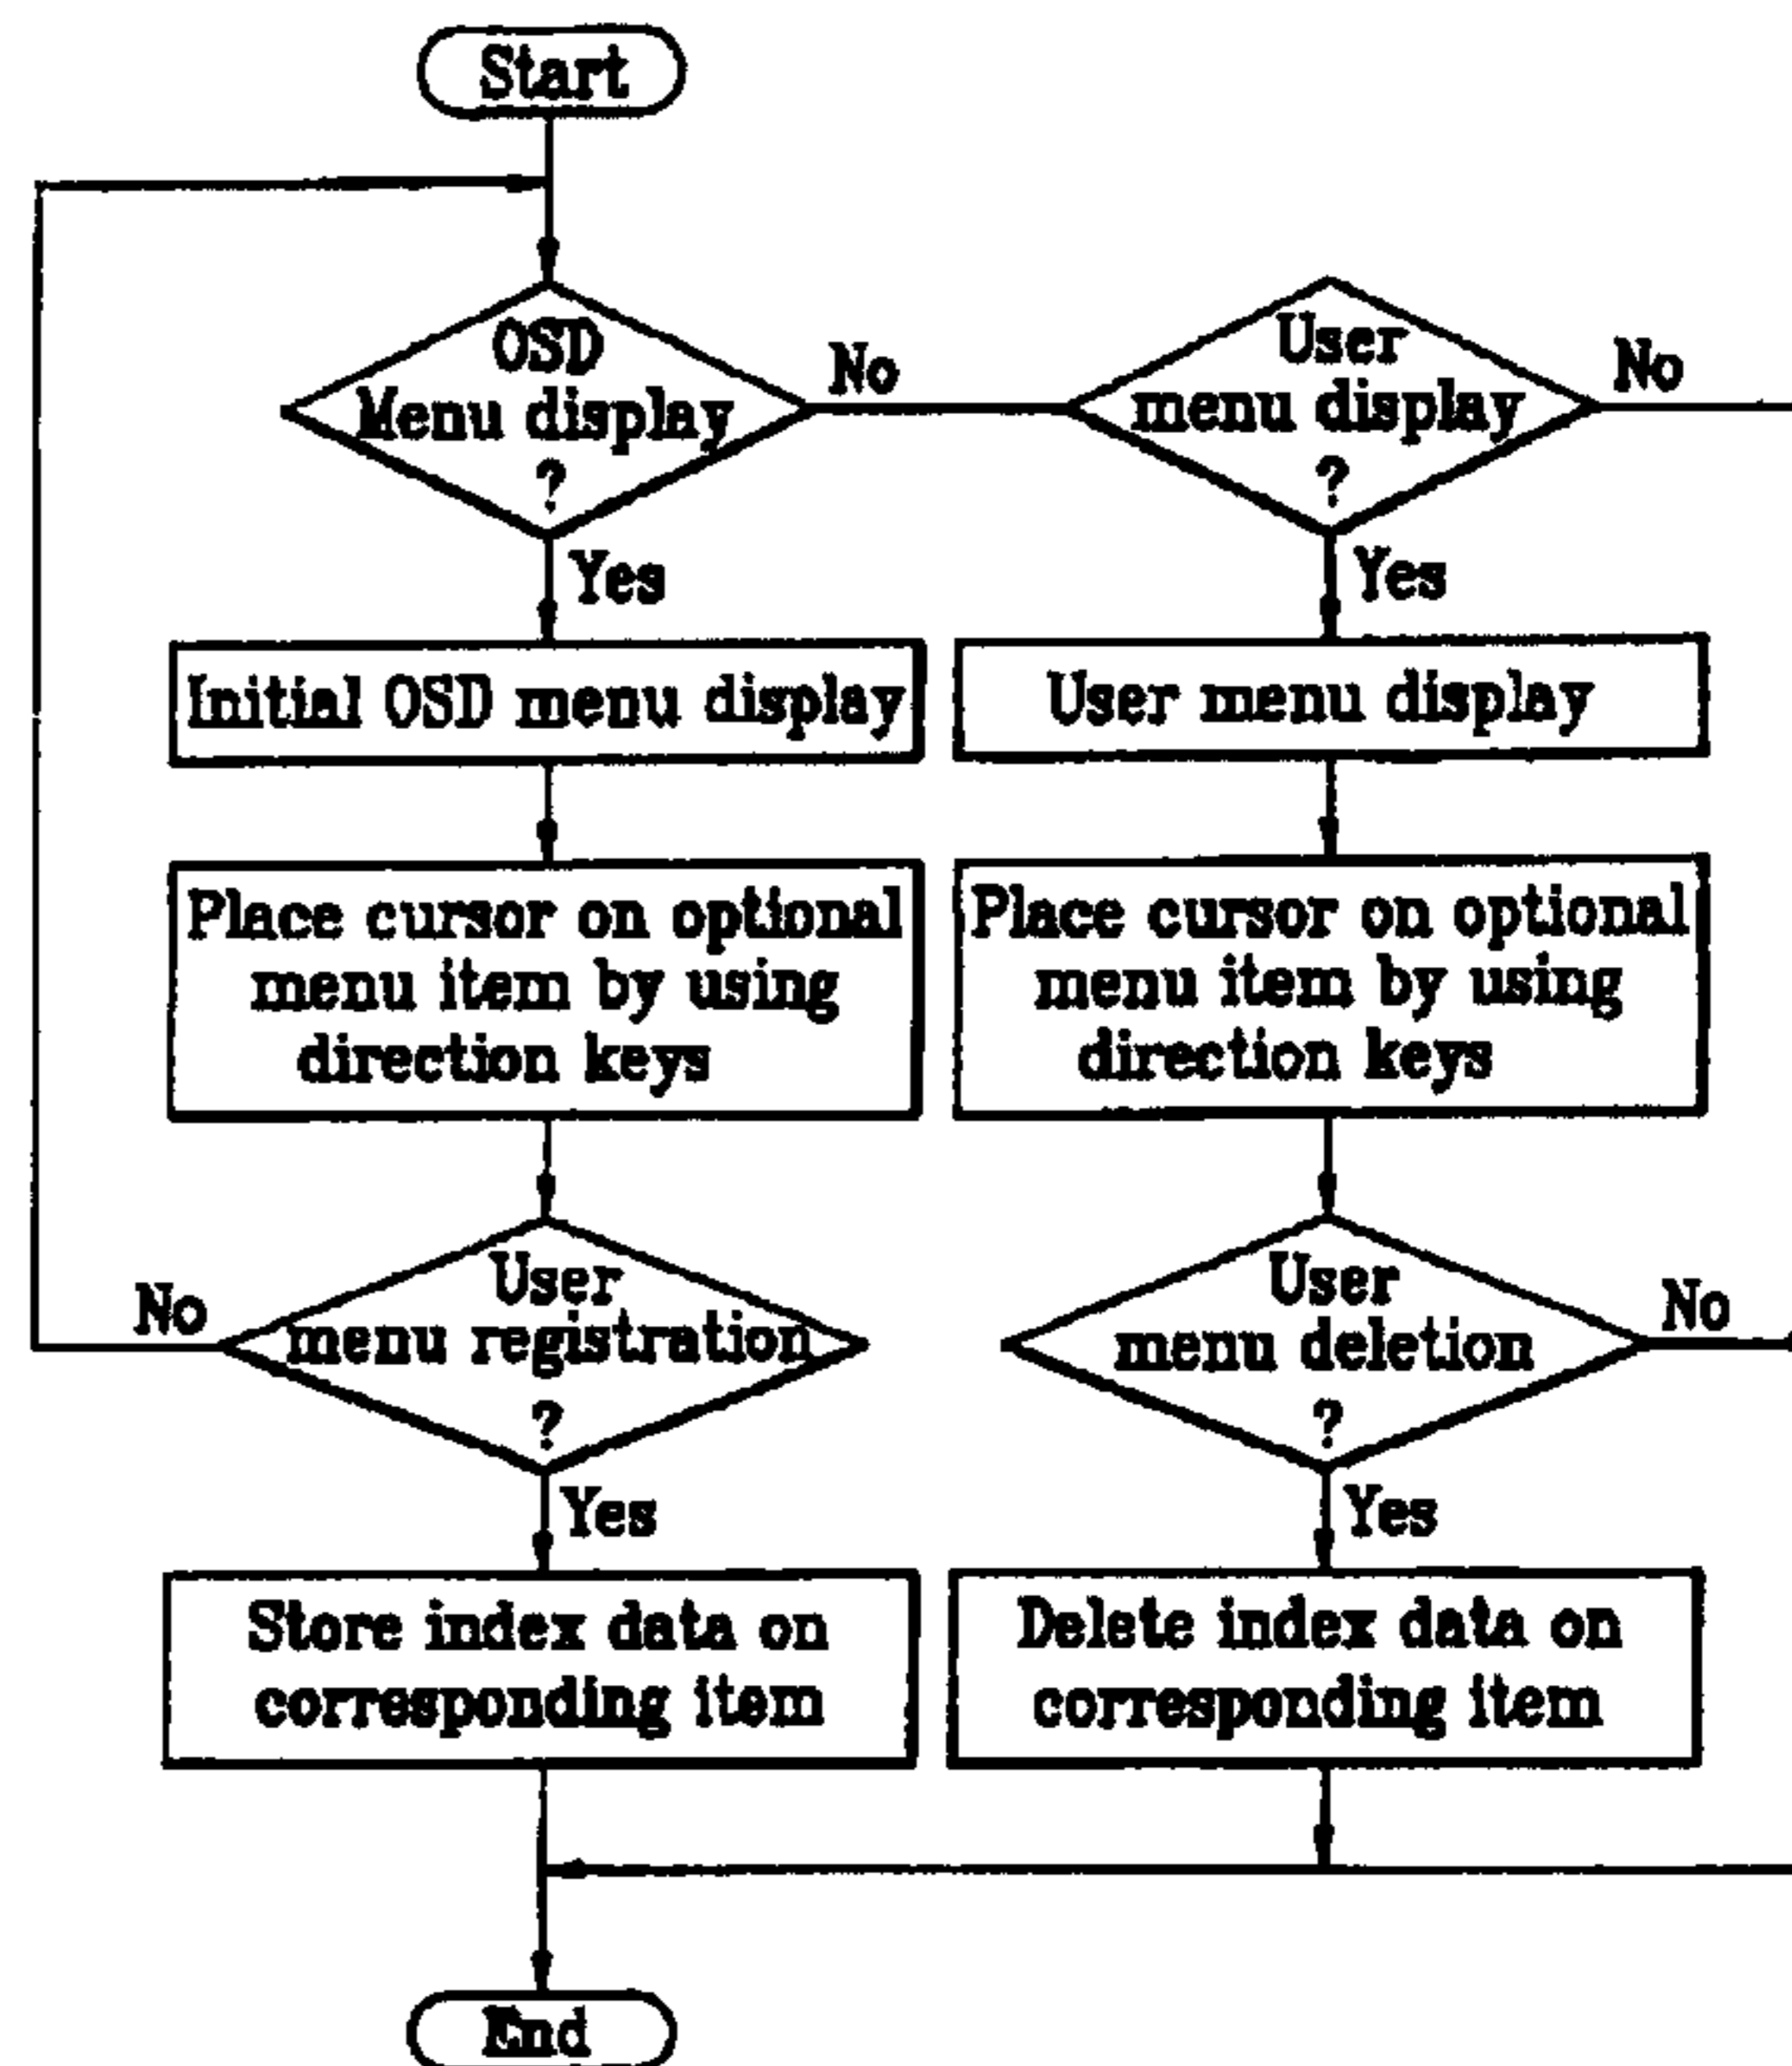 Start
OSD
Menu display
?
No
Yes
Initial OSD menu display
Place cursor on optional
menu item by using
direction keys
User
menu registration
?
No
Yes
Store index data on
corresponding item
User
menu display
?
No
Yes
User menu display
Place cursor on optional
menu item by using
direction keys
User
menu deletion
?
No
Yes
Delete index data on
corresponding item
End